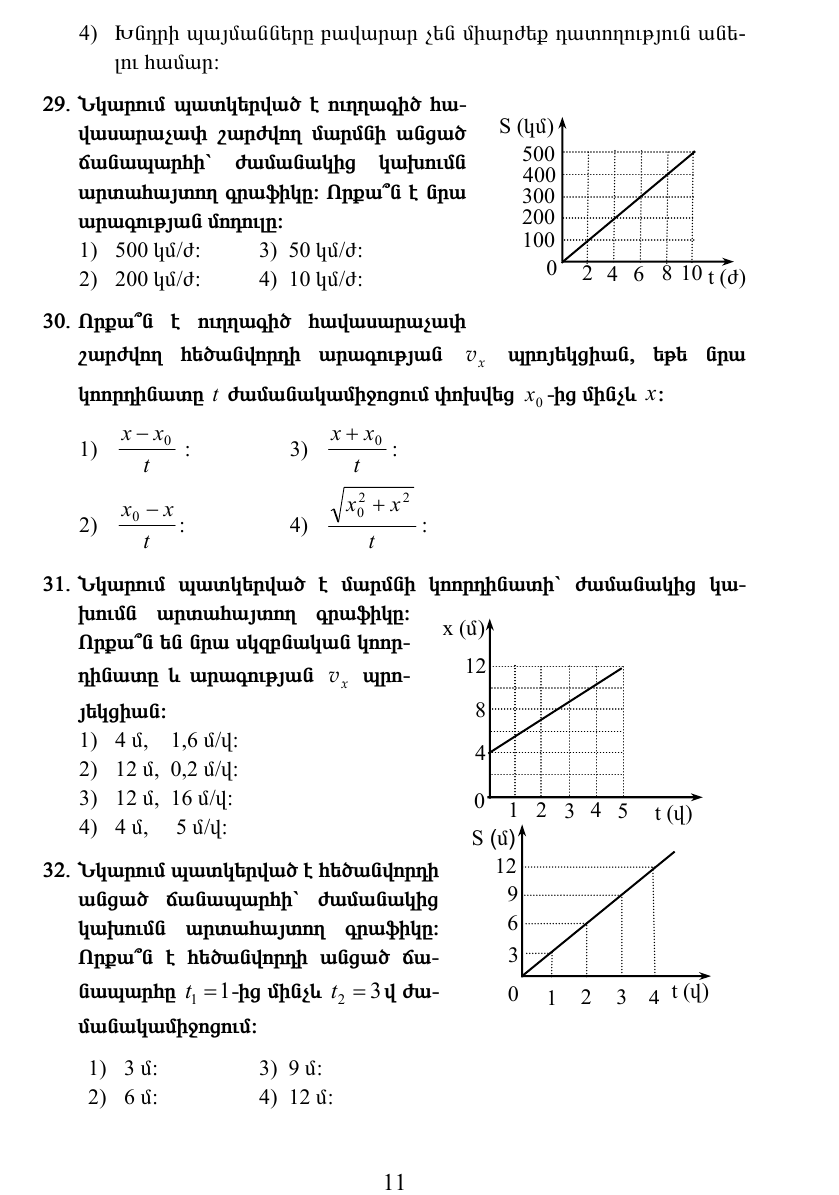 4) Խնդրի պայմանները բավարար չեն միարժեք դատողություն անե-
լու համար:
29. Նկարում պատկերված է ուղղագիծ հա-
վասարաչափ շարժվող մարմնի անցած
ճանապարհի՝ ժամանակից կախումն
արտահայտող գրաֆիկը: Որքա՞ն է նրա
արագության մոդուլը:
1) 500 կմ/ժ: 3) 50 կմ/ժ:
2) 200 կմ/ժ: 4) 10 կմ/ժ:
S (կմ)
500
400
300
200
100
0 2 4 6 8 10 t (ժ)
30. Որքա՞ն է ուղղագիծ հավասարաչափ
շարժվող հեծանվորդի արագության v_x պրոյեկցիան, եթե նրա
կոորդինատը t ժամանակամիջոցում փոխվեց x_0 -ից մինչև x:
1) (x − x_0)/t : 3) (x + x_0)/t :
2) (x_0 − x)/t : 4) √(x_0^2 + x^2)/t :
31. Նկարում պատկերված է մարմնի կոորդինատի՝ ժամանակից կա-
խումն արտահայտող գրաֆիկը:
Որքա՞ն են նրա սկզբնական կոոր-
դինատը և արագության v_x պրո-
յեկցիան:
1) 4 մ, 1,6 մ/վ:
2) 12 մ, 0,2 մ/վ:
3) 12 մ, 16 մ/վ:
4) 4 մ, 5 մ/վ:
x (մ)
12
8
4
0 1 2 3 4 5 t (վ)
32. Նկարում պատկերված է հեծանվորդի
անցած ճանապարհի՝ ժամանակից
կախումն արտահայտող գրաֆիկը:
Որքա՞ն է հեծանվորդի անցած ճա-
նապարհը t_1 = 1-ից մինչև t_2 = 3 վ ժա-
մանակամիջոցում:
1) 3 մ: 3) 9 մ:
2) 6 մ: 4) 12 մ:
S (մ)
12
9
6
3
0 1 2 3 4 t (վ)
11